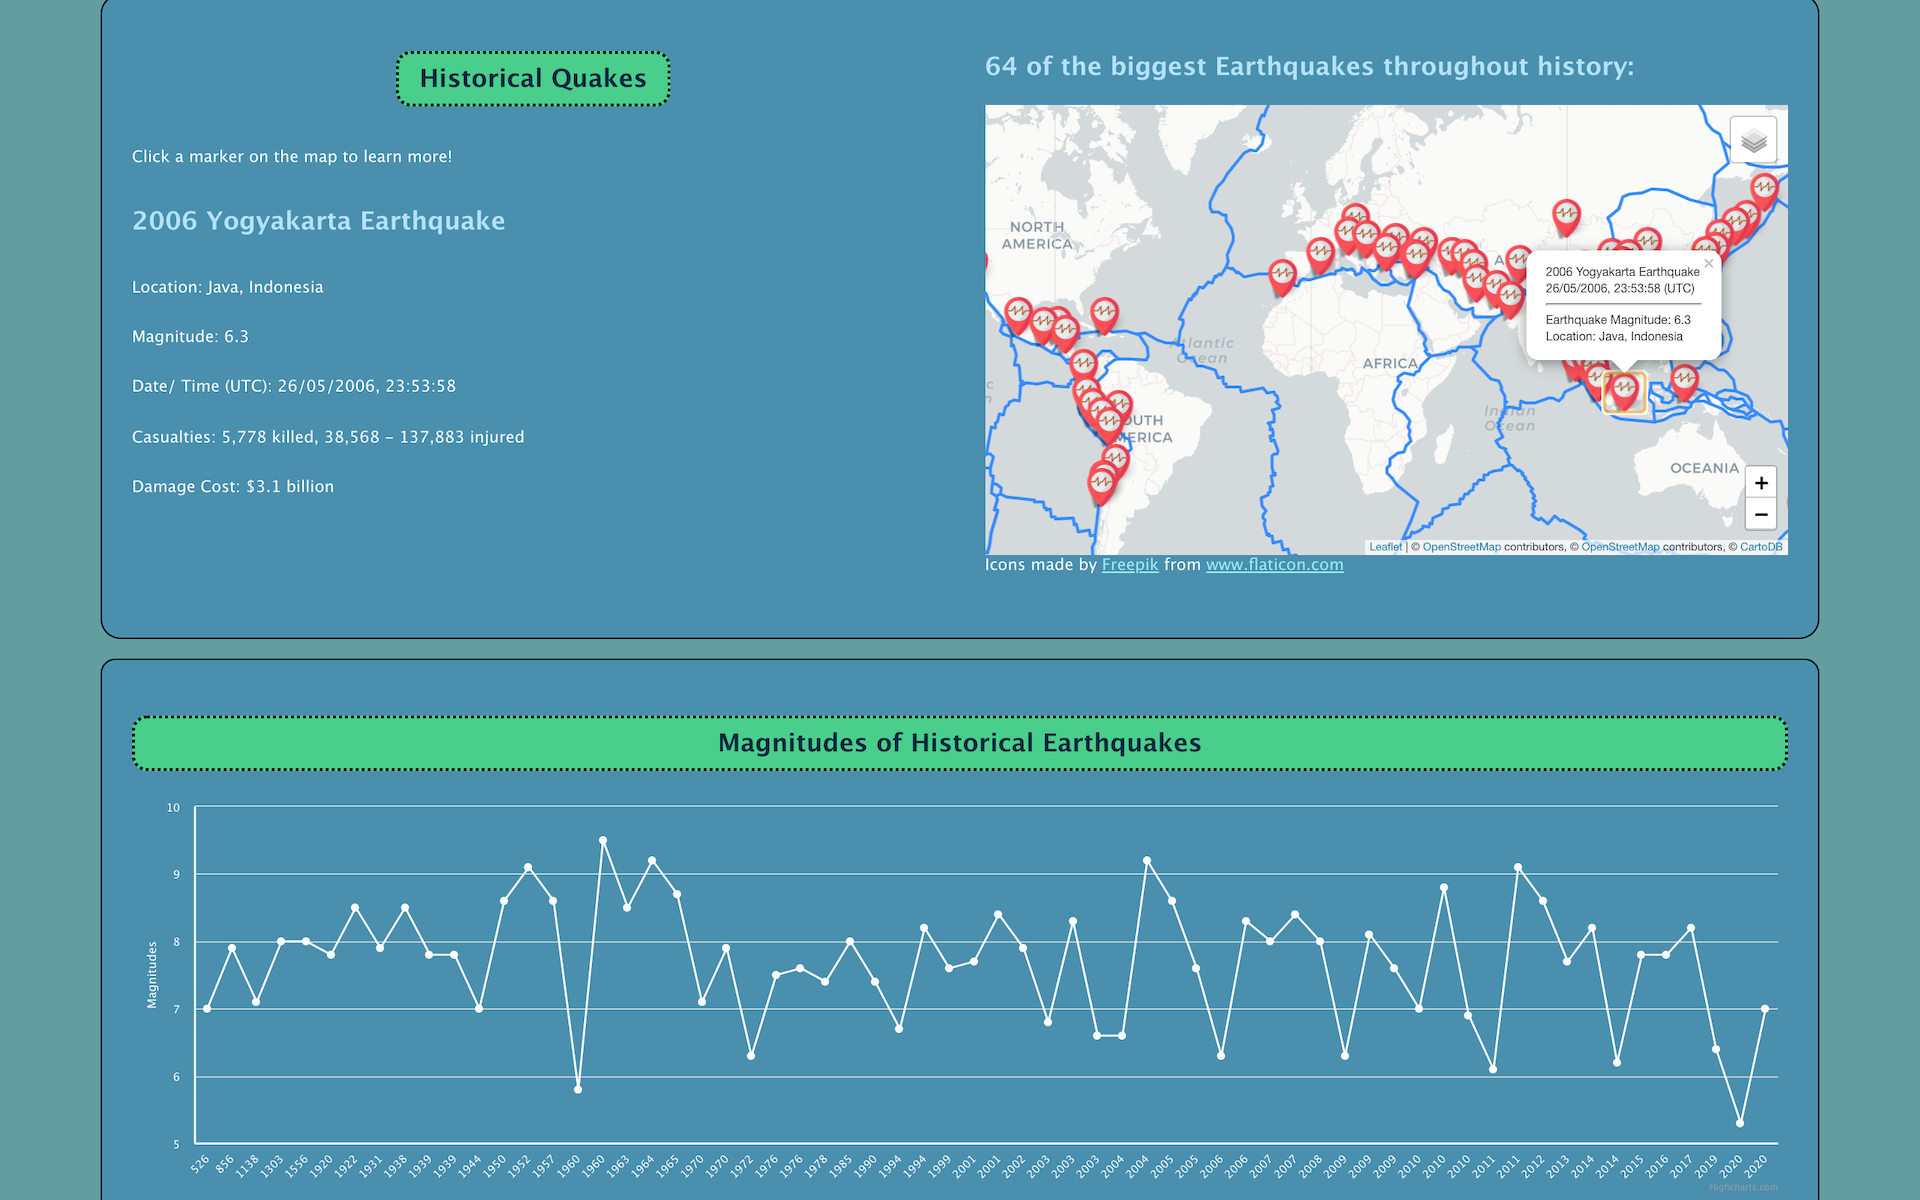 Historical Quakes
Click a marker on the map to learn more!
2006 Yogyakarta Earthquake
Location: Java, Indonesia
Magnitude: 6.3
Date/ Time (UTC): 26/05/2006, 23:53:58
Casualties: 5,778 killed, 38,568 – 137,883 injured
Damage Cost: $3.1 billion
64 of the biggest Earthquakes throughout history:
NORTH
AMERICA
Atlantic
Ocean
AFRICA
Indian
Ocean
OCEANIA
2006 Yogyakarta Earthquake
26/05/2006, 23:53:58 (UTC)
Earthquake Magnitude: 6.3
Location: Java, Indonesia
×
+
−
Leaflet | © OpenStreetMap contributors, © OpenStreetMap contributors, © CartoDB
Icons made by Freepik from www.flaticon.com
Magnitudes of Historical Earthquakes
Magnitudes
10
9
8
7
6
5
526 856 1138 1303 1556 1920 1922 1931 1938 1939 1939 1944 1950 1952 1957 1960 1960 1963 1964 1965 1970 1970 1972 1976 1976 1978 1985 1990 1994 1994 1999 2001 2001 2002 2003 2003 2003 2004 2004 2005 2005 2006 2006 2007 2007 2008 2009 2009 2009 2010 2010 2010 2011 2011 2012 2013 2014 2014 2015 2016 2017 2019 2020 2020
Highcharts.com